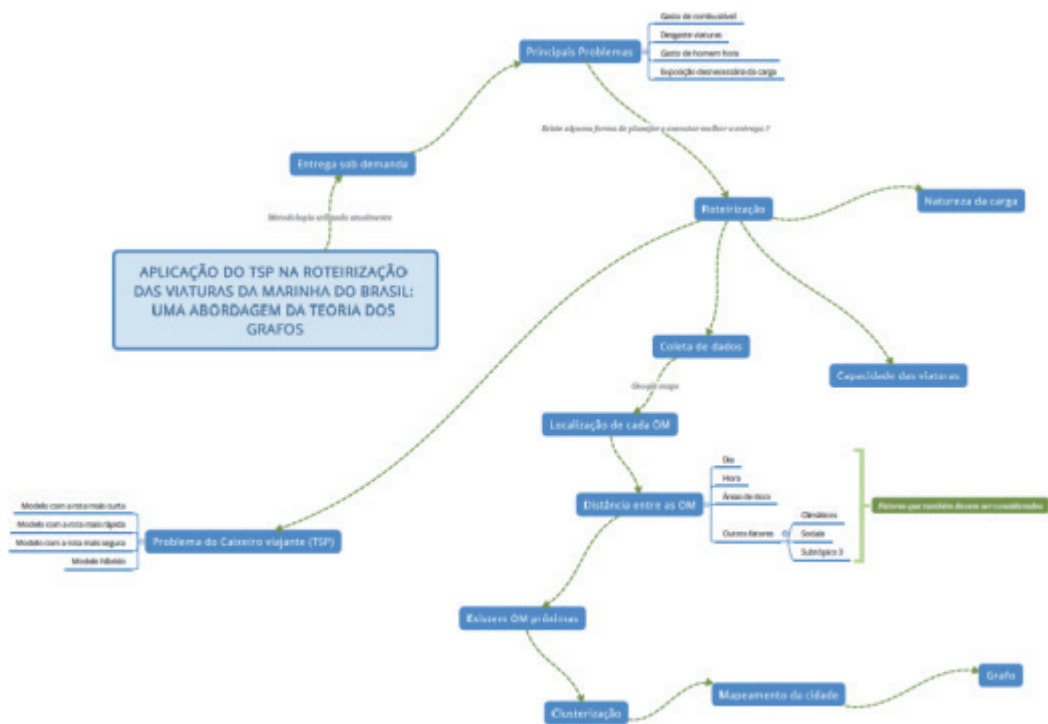 Gasto de combustível
Desgaste viaturas
Principais Problemas
Gasto de homem hora
Exposição desnecessária da carga
Existe alguma forma de planejar e executar melhor a entrega ?
Entrega sob demanda
Natureza da carga
Roteirização
Metodologia utilizada atualmente
APLICAÇÃO DO TSP NA ROTEIRIZAÇÃO
DAS VIATURAS DA MARINHA DO BRASIL:
UMA ABORDAGEM DA TEORIA DOS
GRAFOS
Coleta de dados
Capacidade das viaturas
Google maps
Localização de cada OM
Dia
Hora
Distância entre as OM
Áreas de risco
Fatores que também devem ser considerados
Climáticos
Outros fatores
Sociais
Subtópico 3
Modelo com a rota mais curta
Modelo com a rota mais rápida
Problema do Caixeiro viajante (TSP)
Modelo com a rota mais segura
Modelo híbrido
Existem OM próximas
Grafo
Mapeamento da cidade
Clusterização